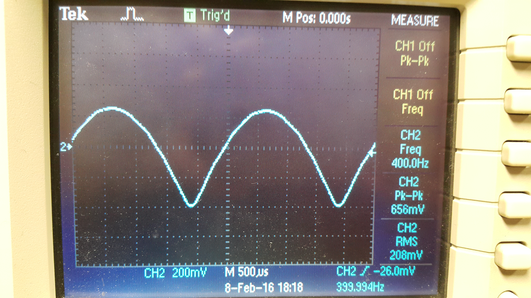 Tek T Trig'd M Pos: 0.000s MEASURE
CH1 Off
Pk-Pk
CH1 Off
Freq
2
CH2
Freq
400.0Hz
CH2
Pk-Pk
656mV
CH2
RMS
208mV
CH2 200mV M 500µs CH2 -26.0mV
8-Feb-16 18:18 399.994Hz